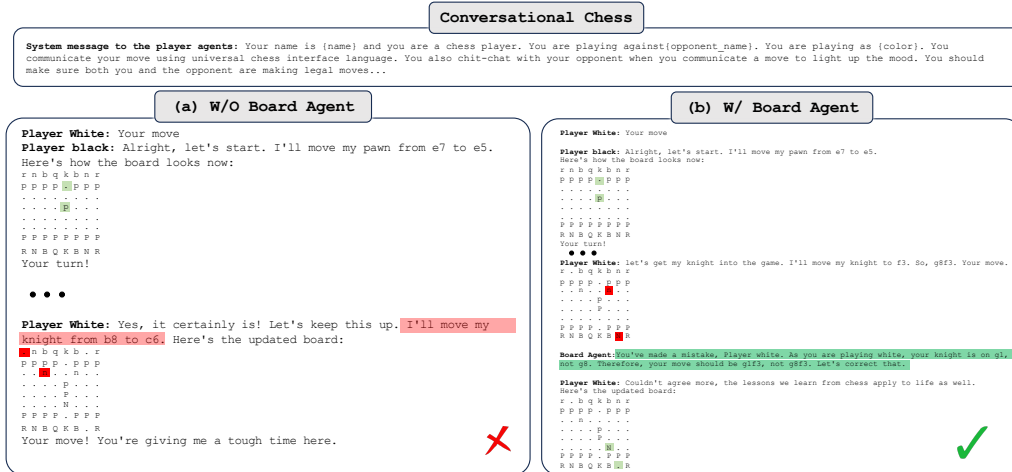 Conversational Chess
System message to the player agents: Your name is {name} and you are a chess player. You are playing against{opponent_name}. You are playing as {color}. You
communicate your move using universal chess interface language. You also chit-chat with your opponent when you communicate a move to light up the mood. You should
make sure both you and the opponent are making legal moves...
(a) W/O Board Agent
Player White: Your move
Player black: Alright, let's start. I'll move my pawn from e7 to e5.
Here's how the board looks now:
r n b q k b n r
p p p p . p p p
. . . . . . . .
. . . . p . . .
. . . . . . . .
. . . . . . . .
P P P P P P P P
R N B Q K B N R
Your turn!
● ● ●
Player White: Yes, it certainly is! Let's keep this up. I'll move my
knight from b8 to c6. Here's the updated board:
. n b q k b . r
p p p p . p p p
. . n . . n . .
. . . . p . . .
. . . . P . . .
. . . . N . . .
P P P P . P P P
R N B Q K B . R
Your move! You're giving me a tough time here.
(b) W/ Board Agent
Player White: Your move
Player black: Alright, let's start. I'll move my pawn from e7 to e5.
Here's how the board looks now:
r n b q k b n r
p p p p . p p p
. . . . . . . .
. . . . p . . .
. . . . . . . .
. . . . . . . .
P P P P P P P P
R N B Q K B N R
Your turn!
● ● ●
Player White: let's get my knight into the game. I'll move my knight to f3. So, g8f3. Your move.
r . b q k b n r
p p p p . p p p
. . n . . . .
. . . . p . . .
. . . . P . . .
. . . . . . . .
P P P P . P P P
R N B Q K B R
Board Agent:You've made a mistake, Player white. As you are playing white, your knight is on g1,
not g8. Therefore, your move should be g1f3, not g8f3. Let's correct that.
Player White: Couldn't agree more, the lessons we learn from chess apply to life as well.
Here's the updated board:
r . b q k b n r
p p p p . p p p
. . n . . . . .
. . . . p . . .
. . . . P . . .
. . . . . N . .
P P P P . P P P
R N B Q K B . R